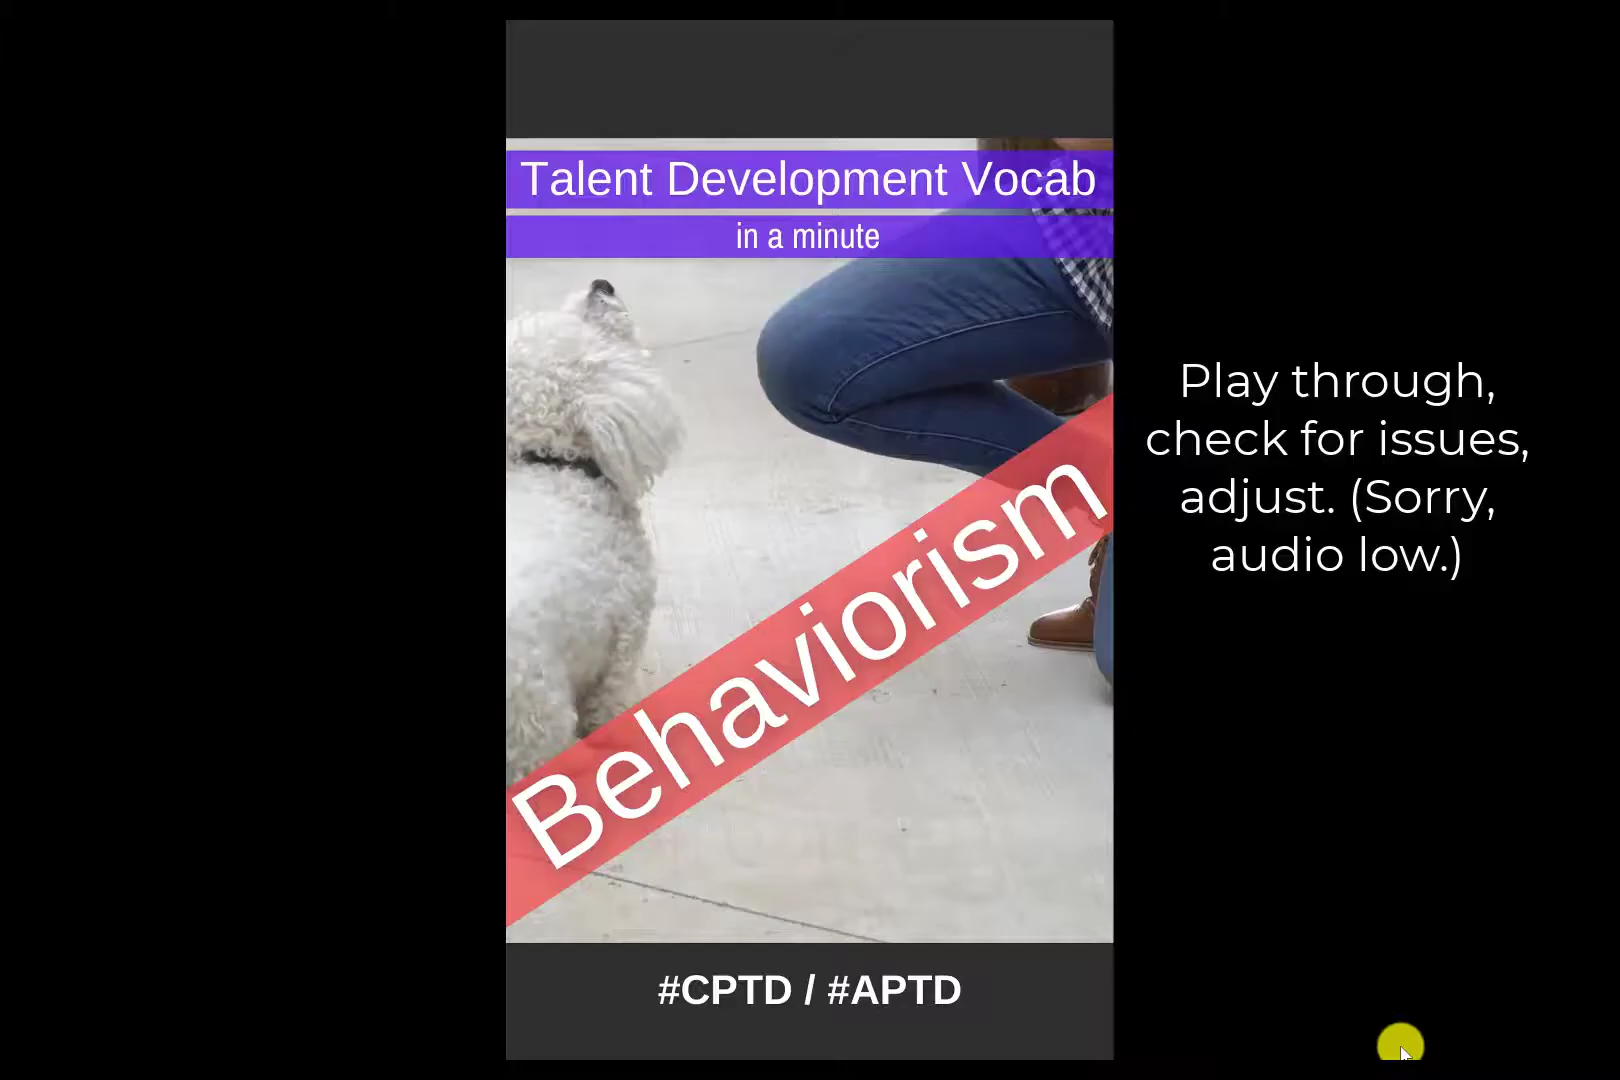 Talent Development Vocab
in a minute
Behaviorism
#CPTD / #APTD
Play through,
check for issues,
adjust. (Sorry,
audio low.)